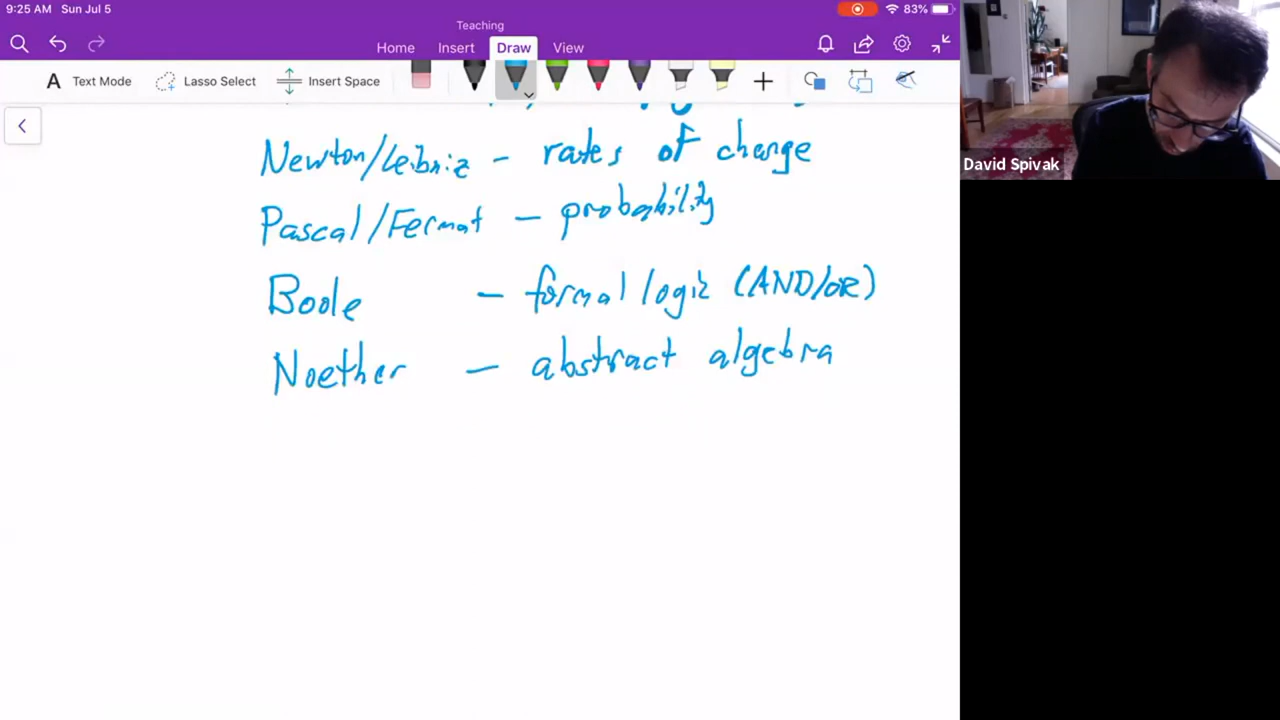 9:25 AM Sun Jul 5
83%
Teaching
Home Insert Draw View
A Text Mode Lasso Select Insert Space
Newton/Leibniz - rates of change
Pascal/Fermat - probability
Boole - formal logic (AND/OR)
Noether - abstract algebra
David Spivak